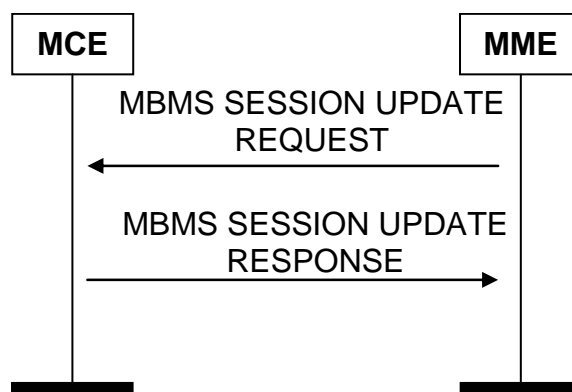 MCE
MME
MBMS SESSION UPDATE
REQUEST
MBMS SESSION UPDATE
RESPONSE